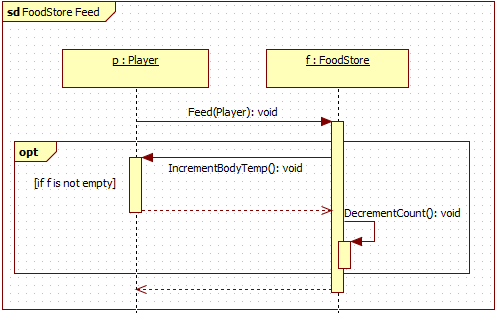 sd FoodStore Feed
p : Player
f : FoodStore
Feed(Player): void
opt
IncrementBodyTemp(): void
[if f is not empty]
DecrementCount(): void